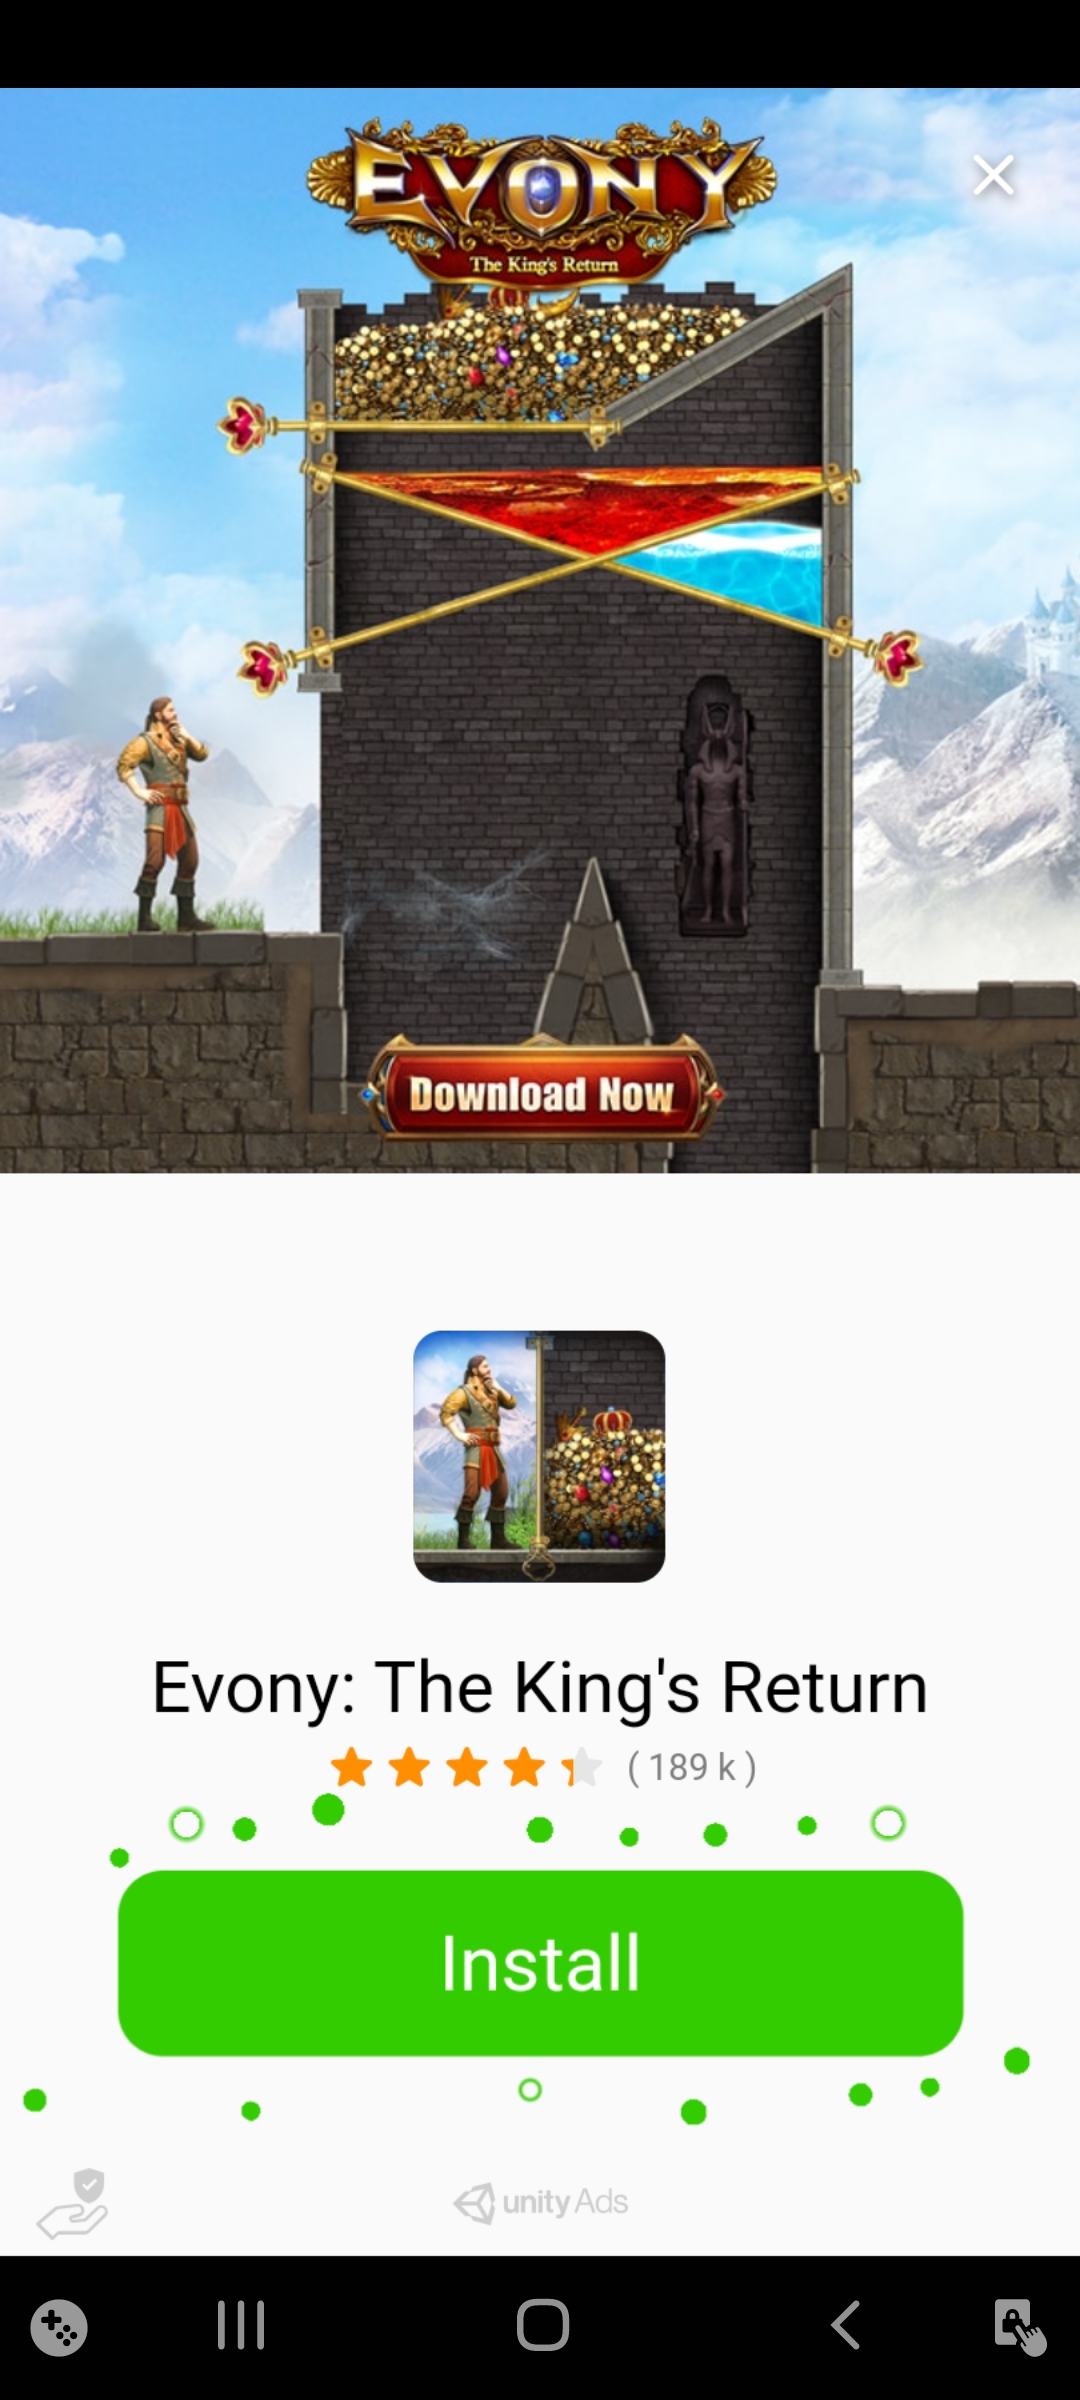 EVONY
The King's Return
Download Now
Evony: The King's Return
( 189 k )
Install
unity Ads